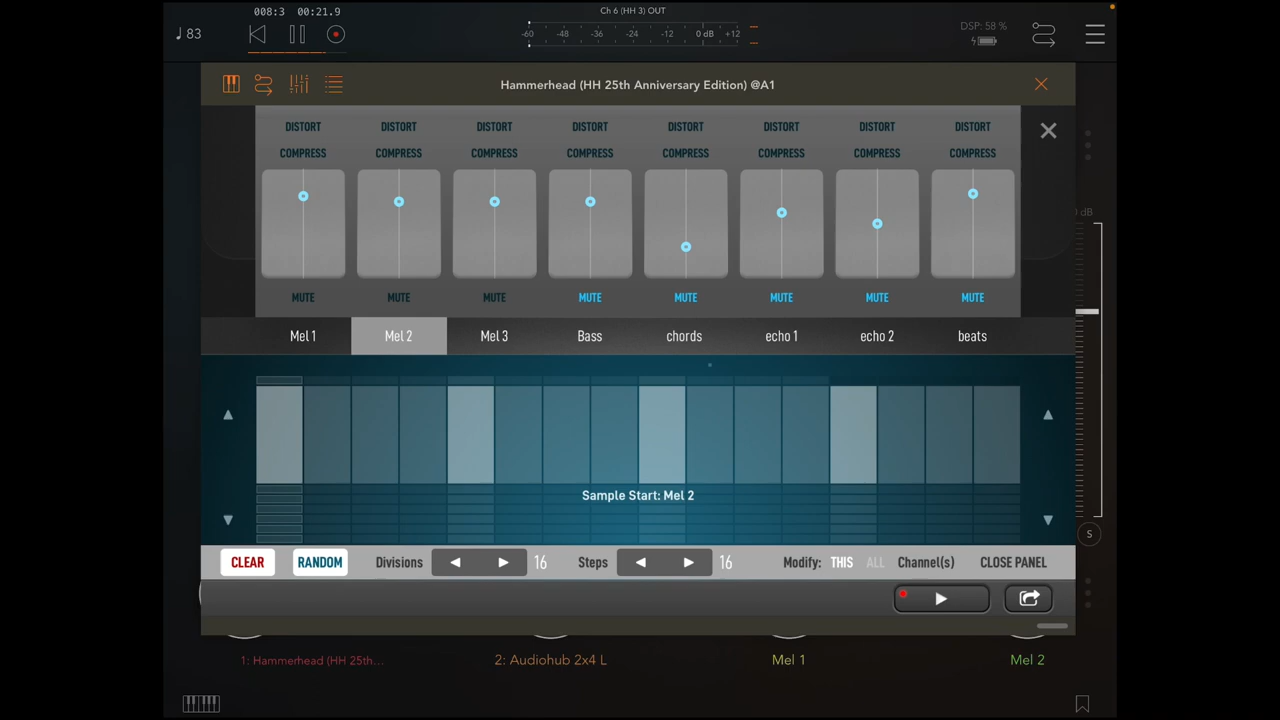 008:3 00:21.9
♩ 83
Ch 6 (HH 3) OUT
-60 -48 -36 -24 -12 0 dB +12
DSP: 58 %
Hammerhead (HH 25th Anniversary Edition) @A1
DISTORT DISTORT DISTORT DISTORT DISTORT DISTORT DISTORT DISTORT
COMPRESS COMPRESS COMPRESS COMPRESS COMPRESS COMPRESS COMPRESS COMPRESS
0 dB
MUTE MUTE MUTE MUTE MUTE MUTE MUTE MUTE
Mel 1 Mel 2 Mel 3 Bass chords echo 1 echo 2 beats
Sample Start: Mel 2
S
CLEAR RANDOM Divisions 16 Steps 16 Modify: THIS ALL Channel(s) CLOSE PANEL
1: Hammerhead (HH 25th... 2: Audiohub 2x4 L Mel 1 Mel 2